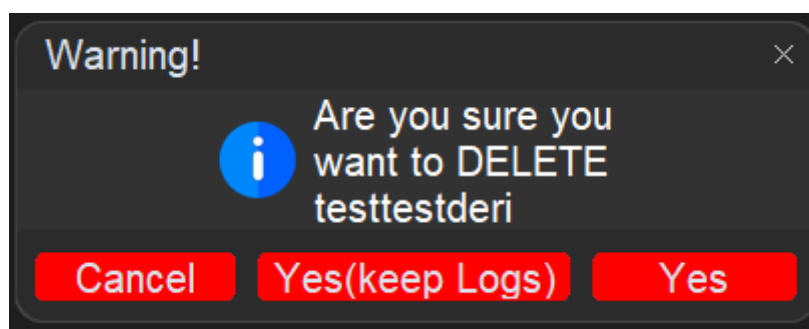 Warning!
Are you sure you
want to DELETE
testtestderi
Cancel Yes(keep Logs) Yes